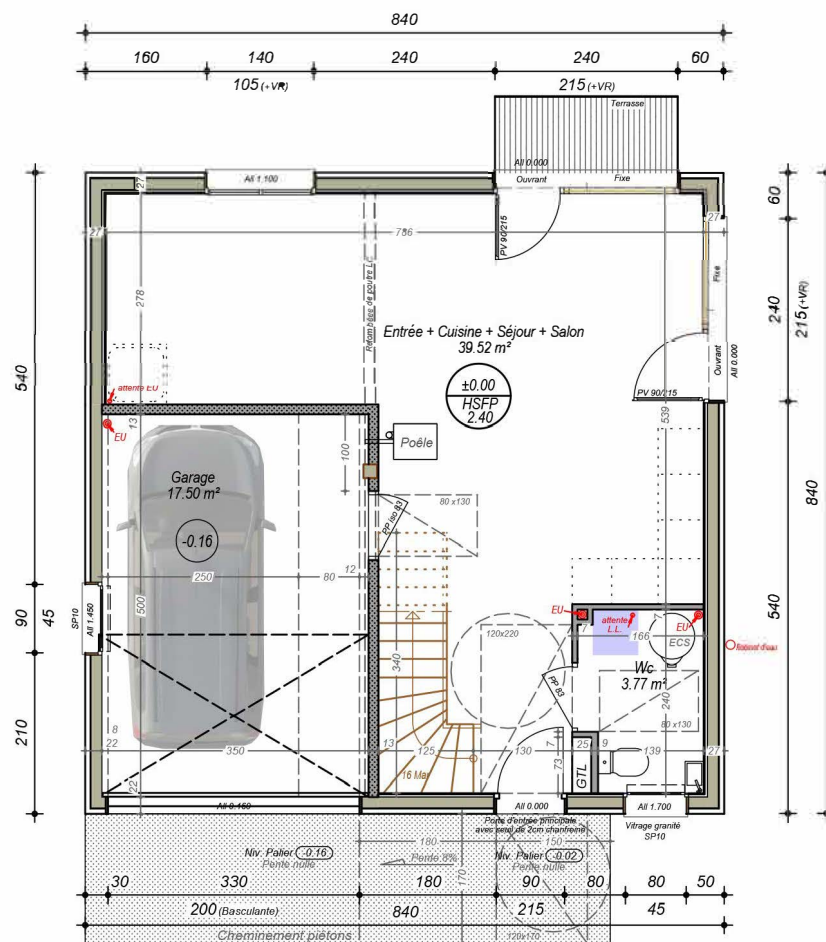 840
160 140 240 240 60
105 (+VR) 215 (+VR)
Terrasse
All 0.000
Ouvrant Fixe
All 1.100
27
27 786 27
PV 90/215
60
Fixe
278
240
215 (+VR)
Retombées de poutre
Entrée + Cuisine + Séjour + Salon
39.52 m²
±0.00
HSFP
2.40
Ouvrant
All 0.000
PV 90/215
539
540
attente EU
13
EU
100
Poêle
Garage
17.50 m²
-0.16
80 x130
PP iso 83
840
12
250 80
500
90
45
SP10
All 1.450
EU
attente
L.L.
EU
7
7
166
ECS
120x220
340
Wc
3.77 m²
540
PP 83
240
80 x130
210
8
22 350 13 125 130 7 25 9 139 27
73
16 Mar
GTL
22
All 0.160
All 0.000
All 1.700
Porte d'entrée principale
avec seuil de 2cm chanfreiné
Vitrage granité
SP10
180 150
Niv. Palier -0.16
Pente nulle
Pente 8%
Niv. Palier -0.02
Pente nulle
170
30 330 180 90 80 80 50
200 (Basculante) 840 215 45
Cheminement piétons
120x170